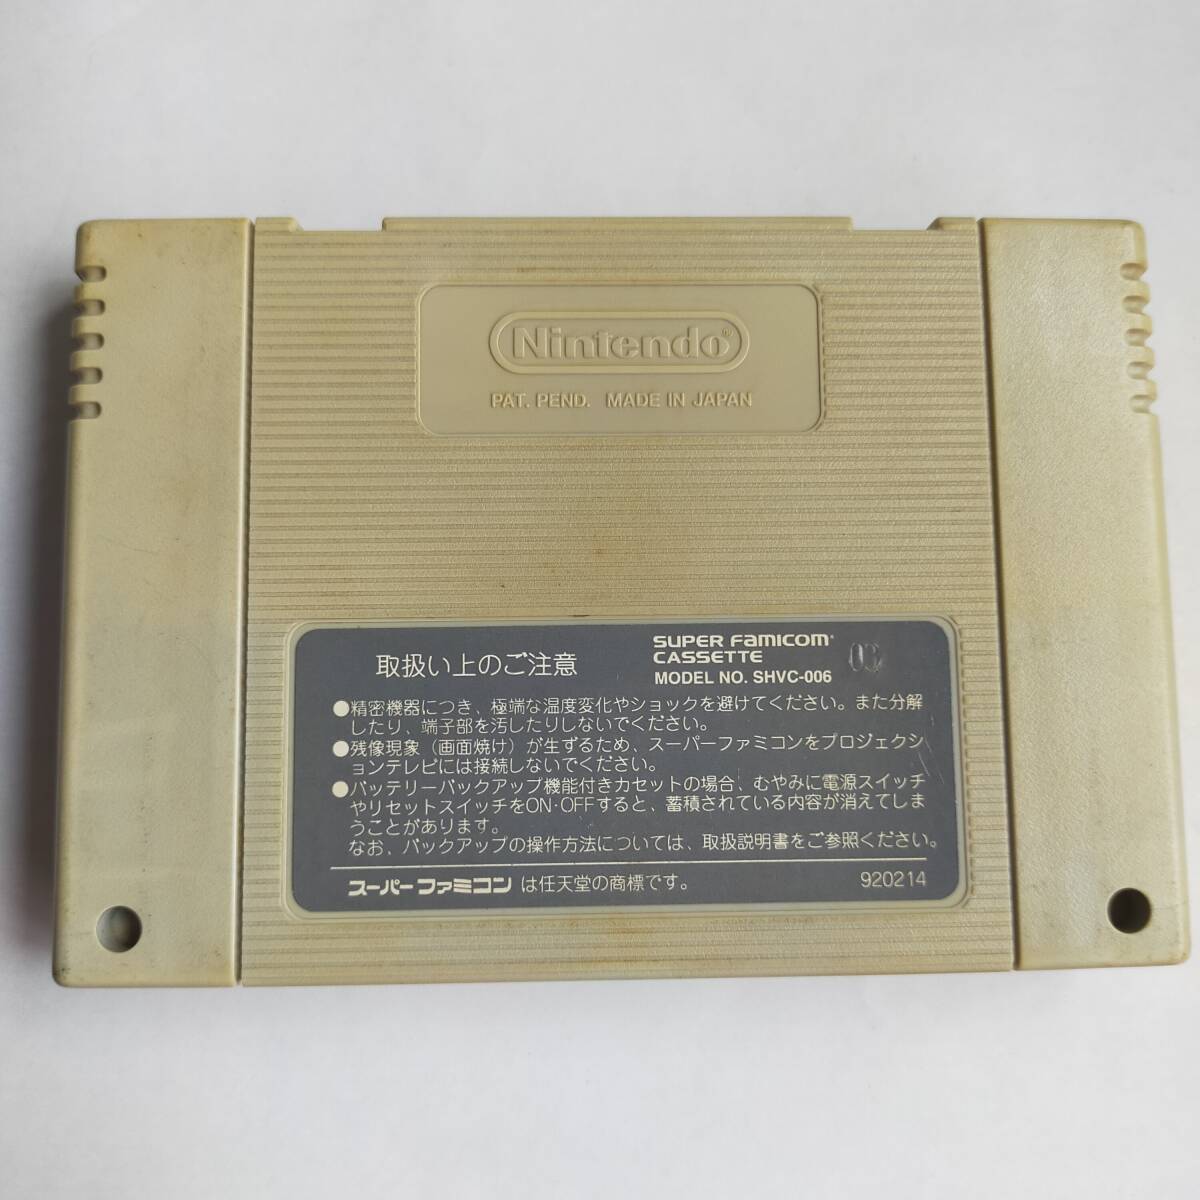 Nintendo®
PAT. PEND. MADE IN JAPAN
取扱い上のご注意
SUPER FAMICOM
CASSETTE
MODEL NO. SHVC-006
●精密機器につき、極端な温度変化やショックを避けてください。また分解
したり、端子部を汚したりしないでください。
●残像現象（画面焼け）が生ずるため、スーパーファミコンをプロジェクシ
ョンテレビには接続しないでください。
●バッテリーバックアップ機能付きカセットの場合、むやみに電源スイッチ
やリセットスイッチをON・OFFすると、蓄積されている内容が消えてしま
うことがあります。
なお、バックアップの操作方法については、取扱説明書をご参照ください。
スーパーファミコン は任天堂の商標です。
920214